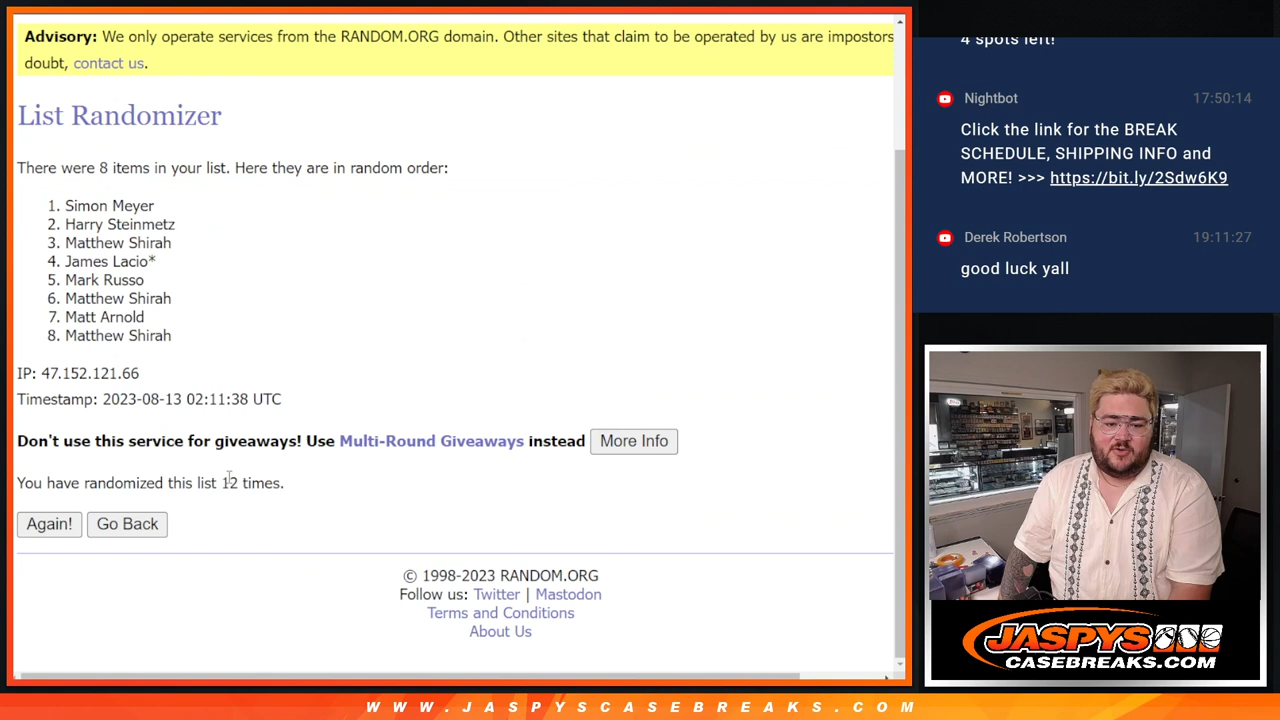 Advisory: We only operate services from the RANDOM.ORG domain. Other sites that claim to be operated by us are impostors
doubt, contact us.
List Randomizer
There were 8 items in your list. Here they are in random order:
1. Simon Meyer
2. Harry Steinmetz
3. Matthew Shirah
4. James Lacio*
5. Mark Russo
6. Matthew Shirah
7. Matt Arnold
8. Matthew Shirah
IP: 47.152.121.66
Timestamp: 2023-08-13 02:11:38 UTC
Don't use this service for giveaways! Use Multi-Round Giveaways instead More Info
You have randomized this list 12 times.
Again! Go Back
© 1998-2023 RANDOM.ORG
Follow us: Twitter | Mastodon
Terms and Conditions
About Us
4 spots left!
Nightbot 17:50:14
Click the link for the BREAK
SCHEDULE, SHIPPING INFO and
MORE! >>> https://bit.ly/2Sdw6K9
Derek Robertson 19:11:27
good luck yall
JASPYS
CASEBREAKS.COM
WWW.JASPYSCASEBREAKS.COM